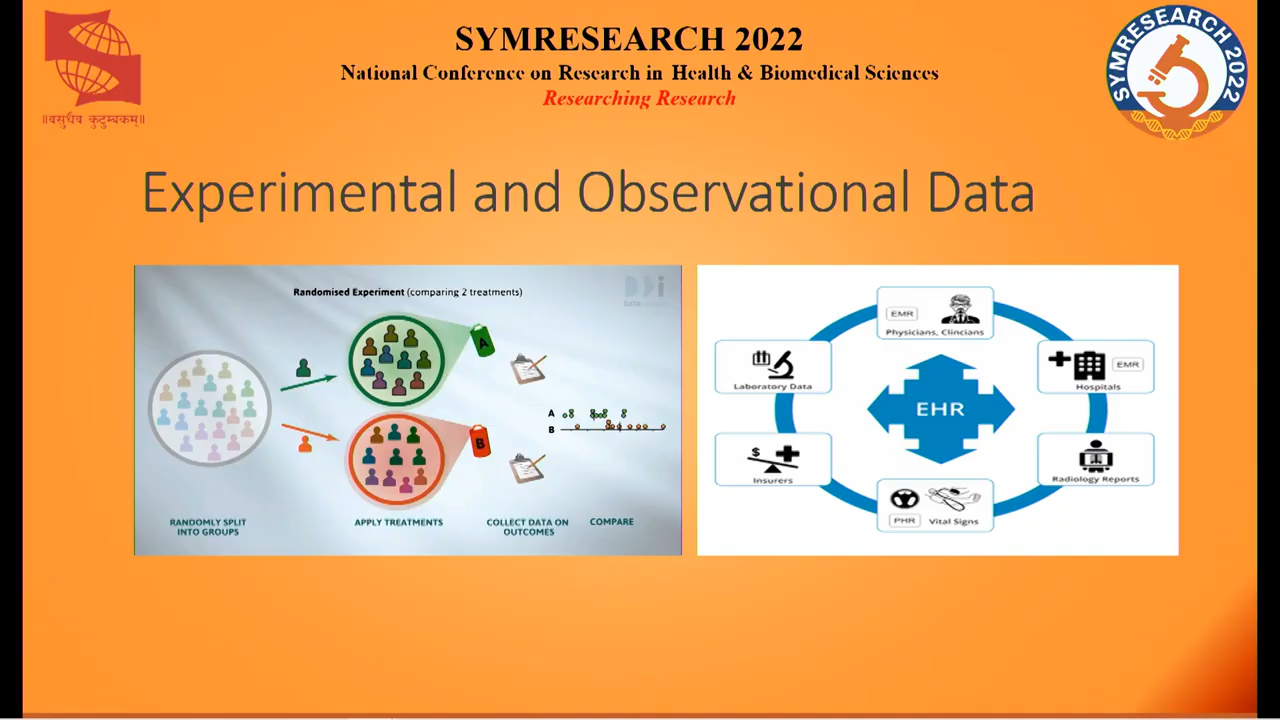 SYMRESEARCH 2022
National Conference on Research in Health & Biomedical Sciences
Researching Research
॥वसुधैव कुटुम्बकम्॥
SYMRESEARCH 2022
Experimental and Observational Data
Randomised Experiment (comparing 2 treatments)
A
B
A
B
RANDOMLY SPLIT
INTO GROUPS
APPLY TREATMENTS
COLLECT DATA ON
OUTCOMES
COMPARE
EMR
Physicians, Clincians
Laboratory Data
EMR
Hospitals
EHR
$
Insurers
Radiology Reports
PHR
Vital Signs